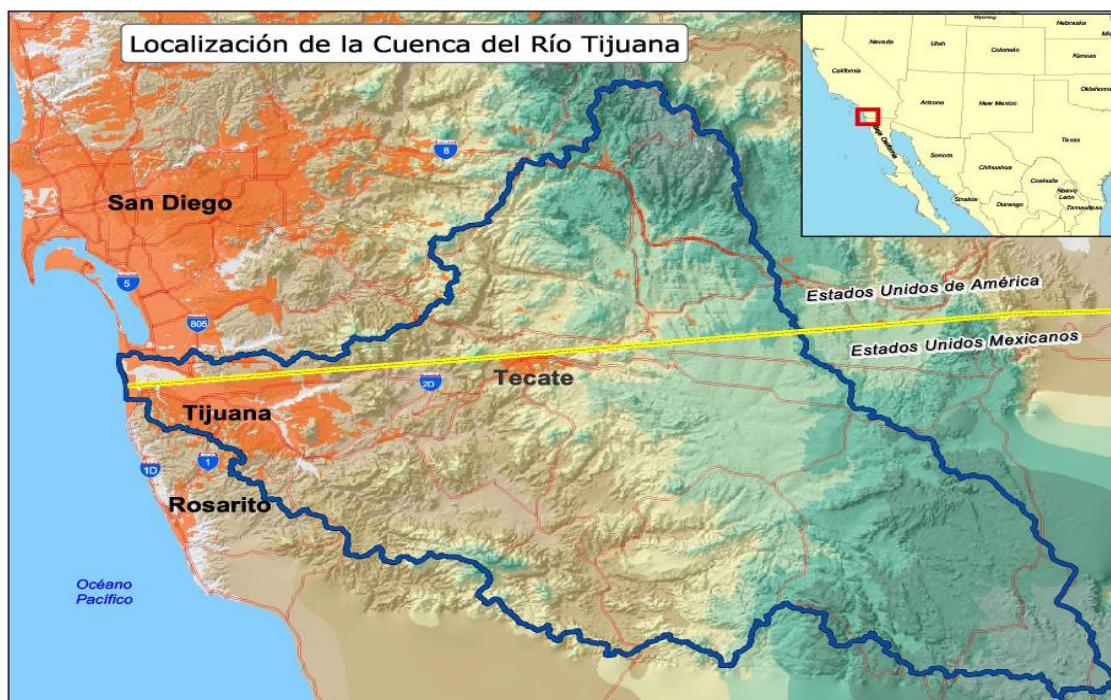 Localización de la Cuenca del Río Tijuana
Wyoming
Nebraska
Nevada
Utah
Colorado
Kansas
California
Oklahoma
Arizona
New Mexico
Texas
Baja California
Sonora
Chihuahua
Coahuila
Nuevo
León
Sinaloa
Durango
Tamaulipas
8
San Diego
5
805
Estados Unidos de América
Estados Unidos Mexicanos
Tecate
2D
Tijuana
1D
1
Rosarito
Océano
Pacífico